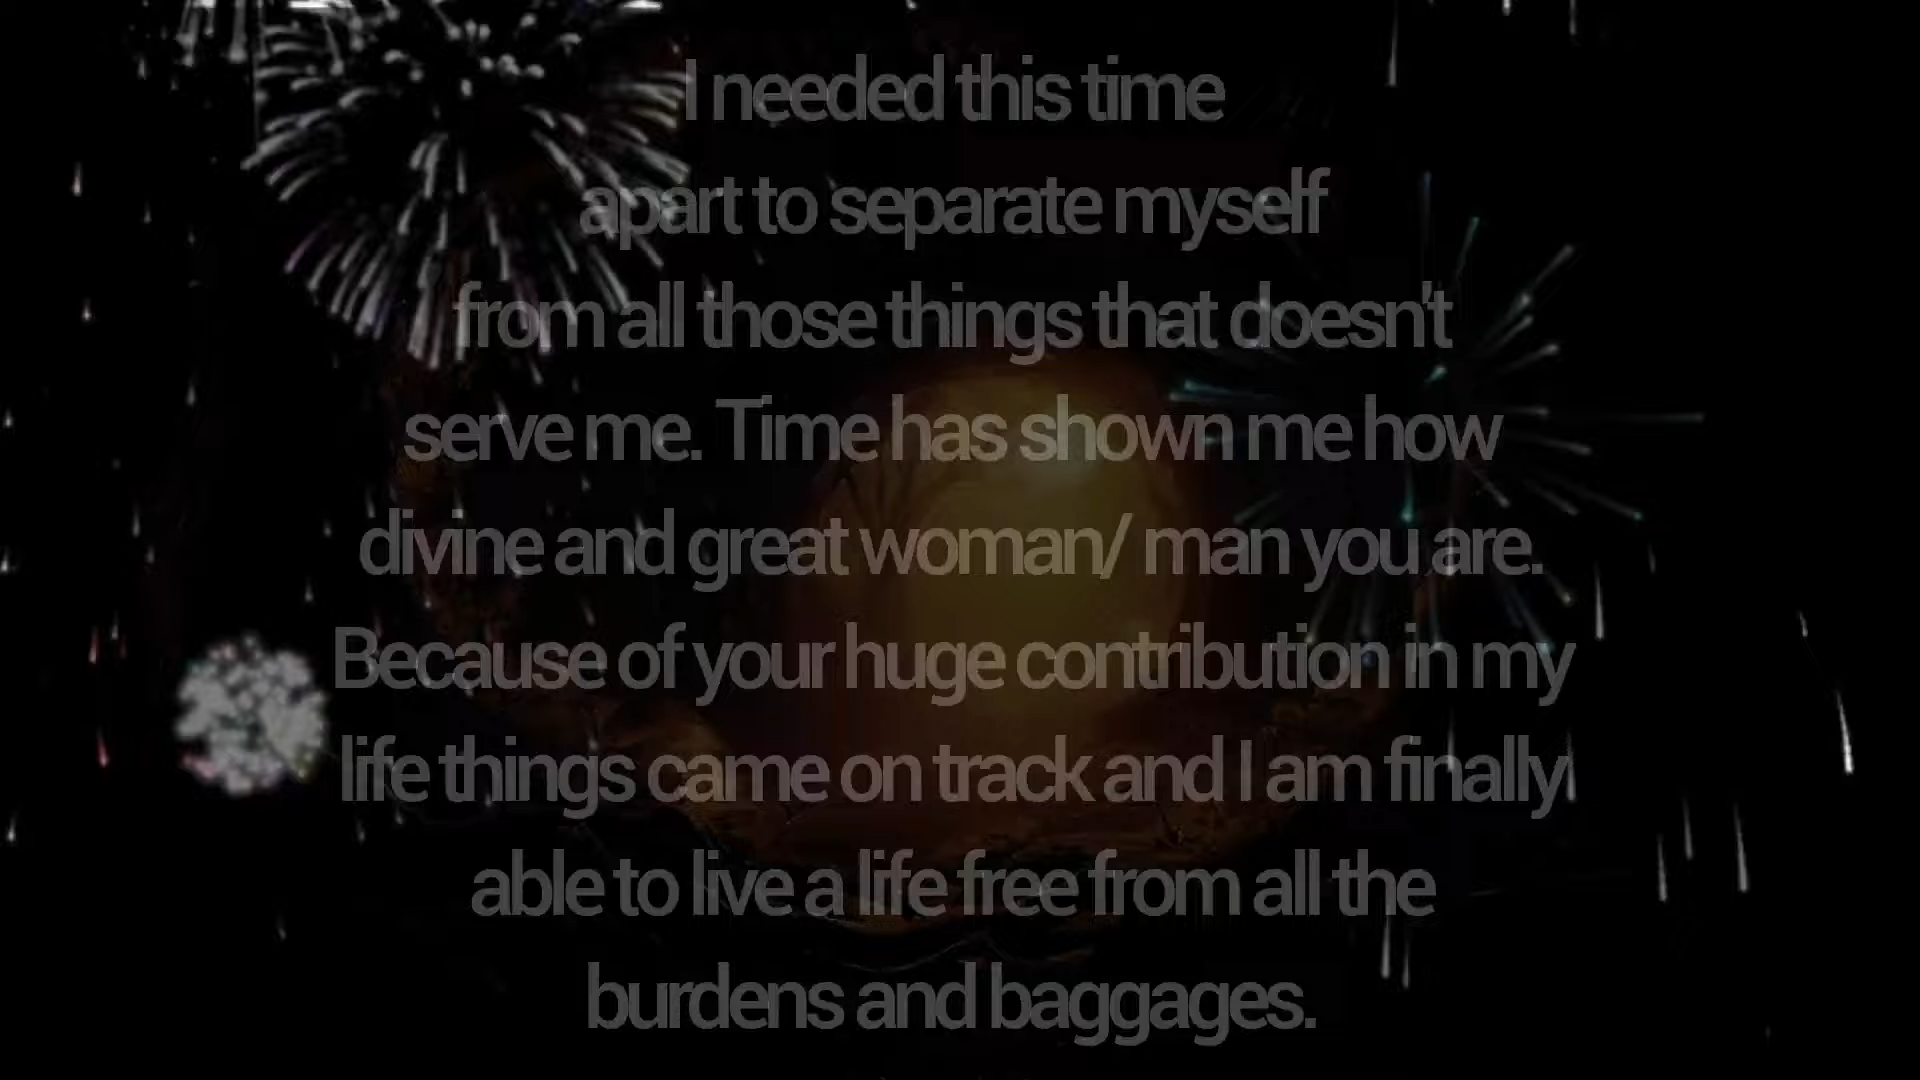 I needed this time
apart to separate myself
from all those things that doesn't
serve me. Time has shown me how
divine and great woman/ man you are.
Because of your huge contribution in my
life things came on track and I am finally
able to live a life free from all the
burdens and baggages.